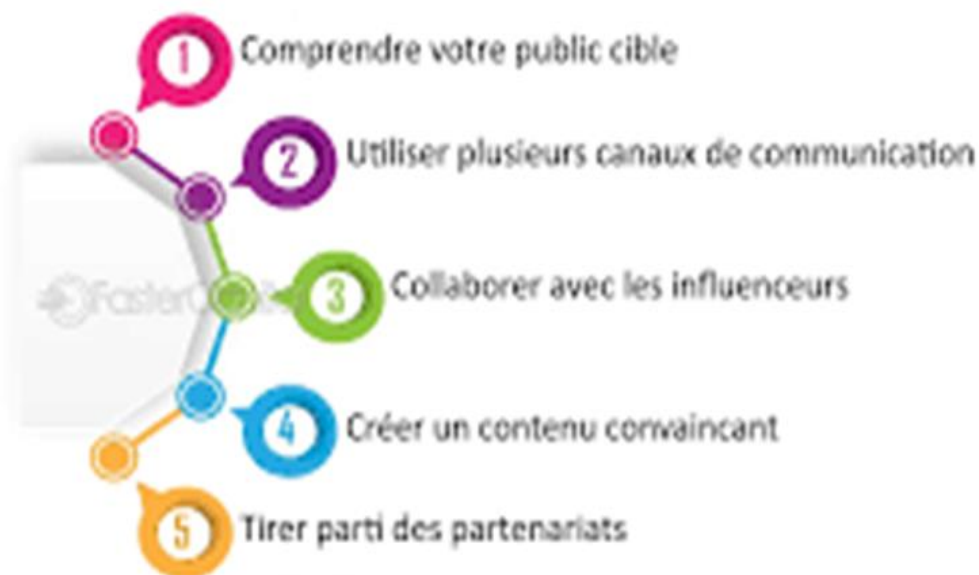 1 Comprendre votre public cible
2 Utiliser plusieurs canaux de communication
3 Collaborer avec les influenceurs
4 Créer un contenu convaincant
5 Tirer parti des partenariats